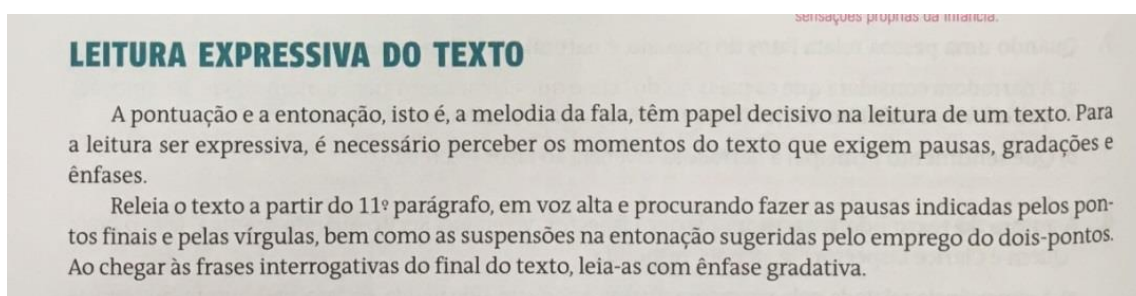 sensações próprias da infância.
LEITURA EXPRESSIVA DO TEXTO
A pontuação e a entonação, isto é, a melodia da fala, têm papel decisivo na leitura de um texto. Para
a leitura ser expressiva, é necessário perceber os momentos do texto que exigem pausas, gradações e
ênfases.
Releia o texto a partir do 11º parágrafo, em voz alta e procurando fazer as pausas indicadas pelos pon-
tos finais e pelas vírgulas, bem como as suspensões na entonação sugeridas pelo emprego do dois-pontos.
Ao chegar às frases interrogativas do final do texto, leia-as com ênfase gradativa.